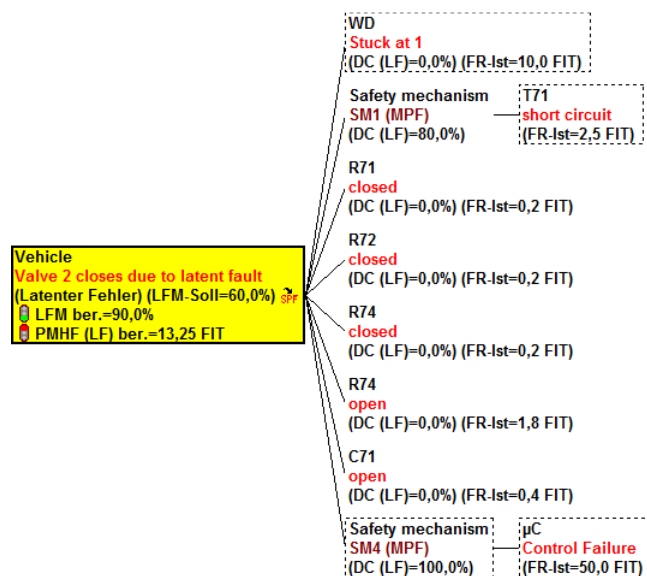 WD
Stuck at 1
(DC (LF)=0,0%) (FR-Ist=10,0 FIT)
Safety mechanism
SM1 (MPF)
(DC (LF)=80,0%)
T71
short circuit
(FR-Ist=2,5 FIT)
R71
closed
(DC (LF)=0,0%) (FR-Ist=0,2 FIT)
R72
closed
(DC (LF)=0,0%) (FR-Ist=0,2 FIT)
Vehicle
Valve 2 closes due to latent fault
(Latenter Fehler) (LFM-Soll=60,0%) SPF
LFM ber.=90,0%
PMHF (LF) ber.=13,25 FIT
R74
closed
(DC (LF)=0,0%) (FR-Ist=0,2 FIT)
R74
open
(DC (LF)=0,0%) (FR-Ist=1,8 FIT)
C71
open
(DC (LF)=0,0%) (FR-Ist=0,4 FIT)
Safety mechanism
SM4 (MPF)
(DC (LF)=100,0%)
µC
Control Failure
(FR-Ist=50,0 FIT)